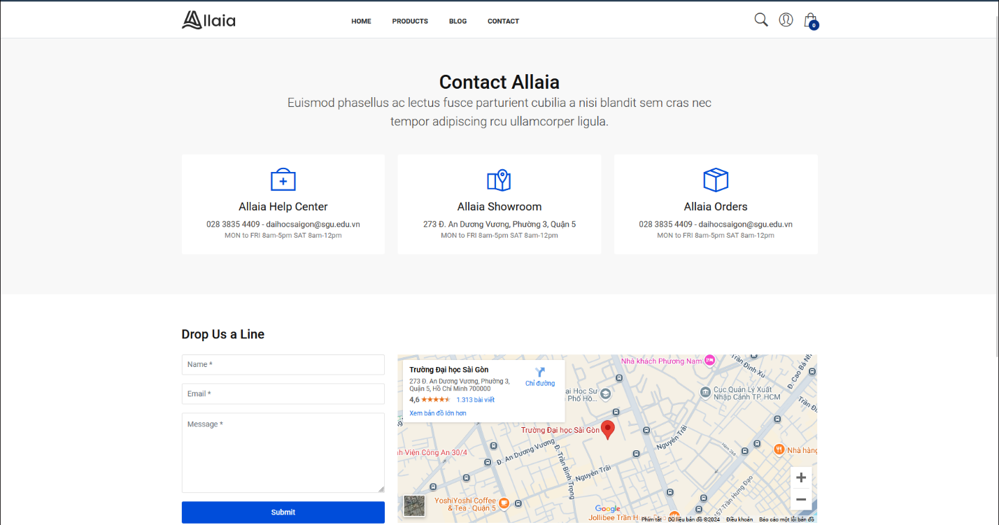 Allaia
HOME PRODUCTS BLOG CONTACT
0
Contact Allaia
Euismod phasellus ac lectus fusce parturient cubilia a nisi blandit sem cras nec
tempor adipiscing rcu ullamcorper ligula.
Allaia Help Center
028 3835 4409 - daihocsaigon@sgu.edu.vn
MON to FRI 8am-5pm SAT 8am-12pm
Allaia Showroom
273 Đ. An Dương Vương, Phường 3, Quận 5
MON to FRI 8am-5pm SAT 8am-12pm
Allaia Orders
028 3835 4409 - daihocsaigon@sgu.edu.vn
MON to FRI 8am-5pm SAT 8am-12pm
Drop Us a Line
Name *
Email *
Message *
Submit
Trường Đại học Sài Gòn
273 Đ. An Dương Vương, Phường 3,
Quận 5, Hồ Chí Minh 700000
4,6 1.313 bài viết
Xem bản đồ lớn hơn
Chỉ đường
Nhà khách Phương Nam
Trần Định Xu
Đ. Cao Bá
ại Học Sư
Phố Hồ...
Cục Quản Lý Xuất
Nhập Cảnh TP. HCM
Trường Đại học Sài Gòn
Nguyễn Trãi
Hẻm 268
Nhà hàng
nh Viện Công An 30/4
Đ. An Dương Vương
Đ. Trần Bình Trọng
Nguyễn Trãi
157 Trần Hưng Đạo
YoshiYoshi Coffee
& Tea - Quận 5
Google
Jollibee Trần
Phím tắt Dữ liệu bản đồ ©2024 Điều khoản Báo cáo một lỗi bản đồ